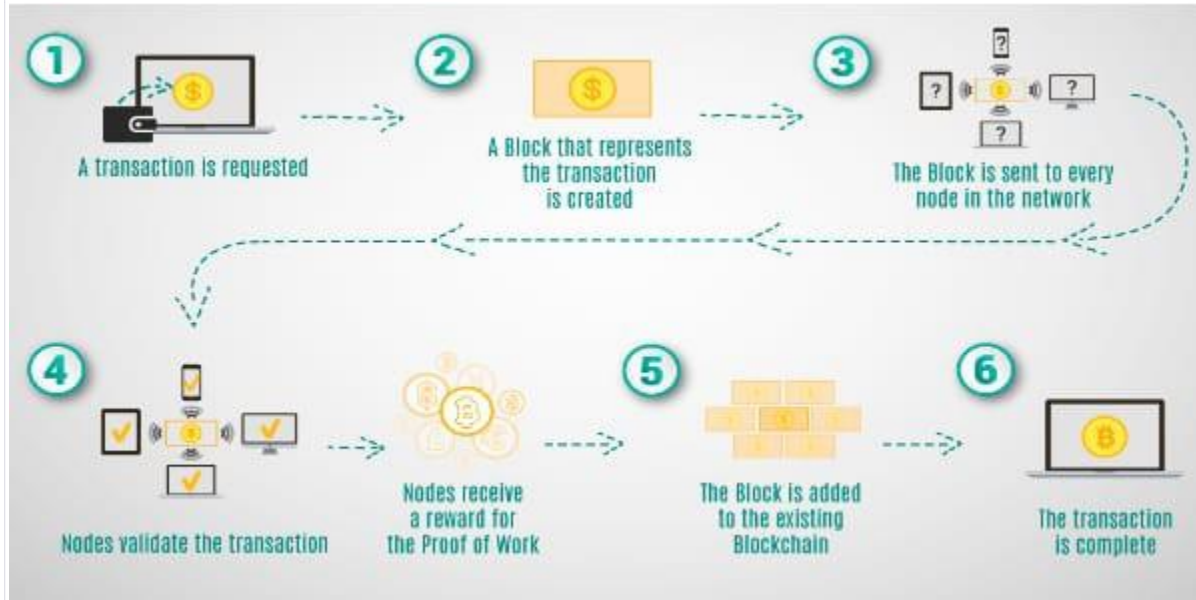 1
A transaction is requested
2
A Block that represents
the transaction
is created
3
The Block is sent to every
node in the network
4
Nodes validate the transaction
Nodes receive
a reward for
the Proof of Work
5
The Block is added
to the existing
Blockchain
6
The transaction
is complete